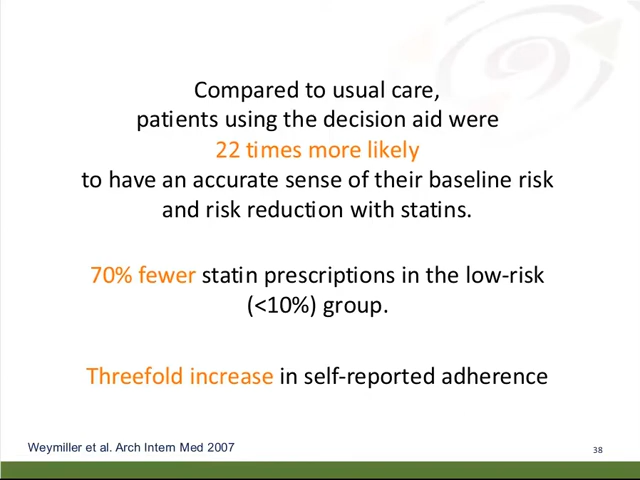 Compared to usual care,
patients using the decision aid were
22 times more likely
to have an accurate sense of their baseline risk
and risk reduction with statins.
70% fewer statin prescriptions in the low-risk
(<10%) group.
Threefold increase in self-reported adherence
Weymiller et al. Arch Intern Med 2007
38